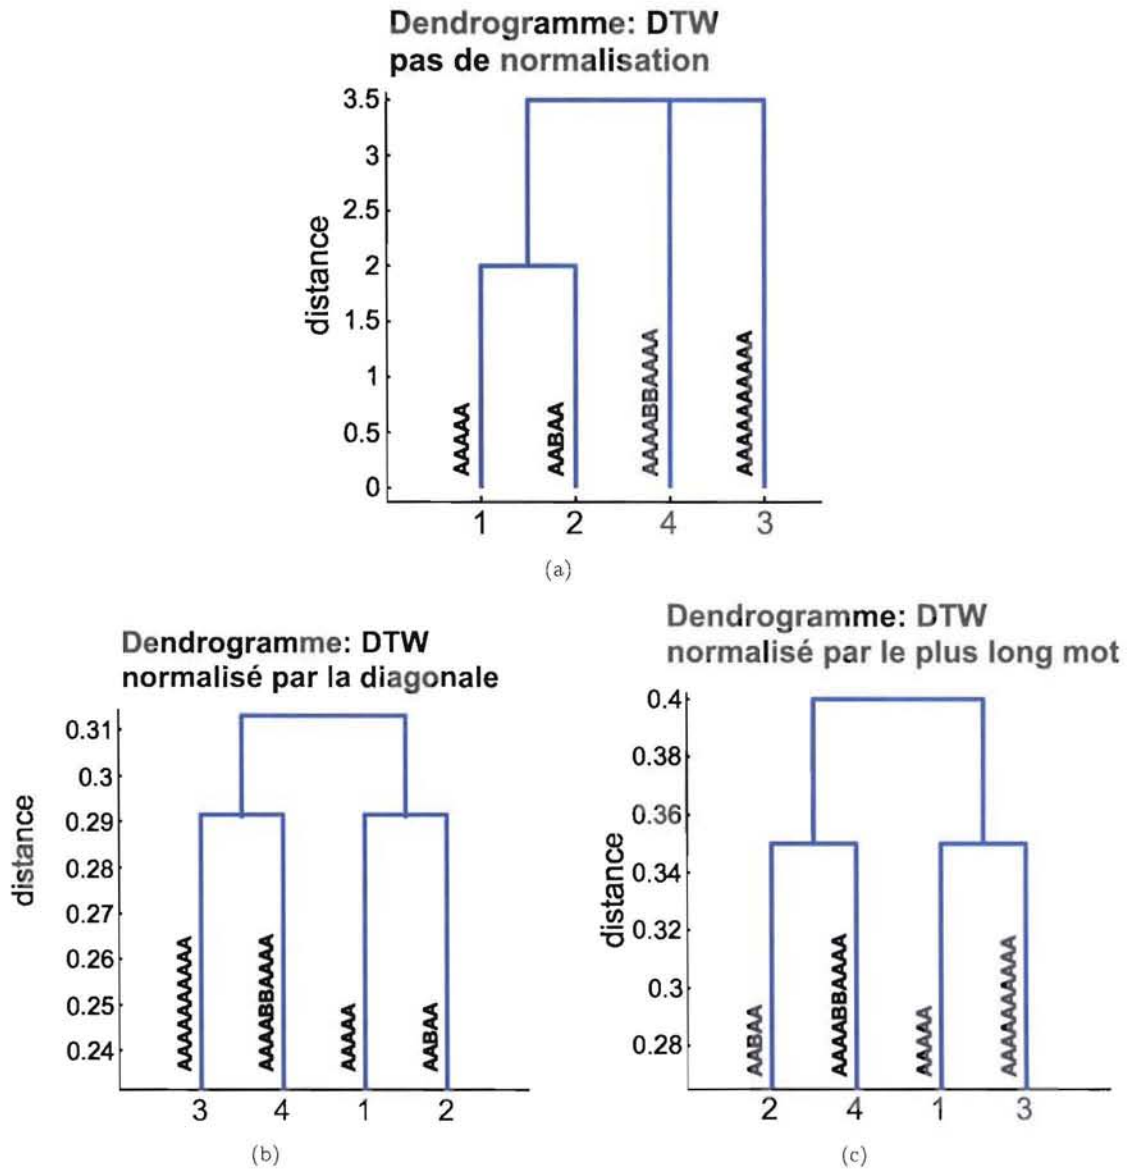 Dendrogramme: DTW
pas de normalisation
distance
3.5
3
2.5
2
1.5
1
0.5
0
AAAAA
AABAA
AAAABBAAAA
AAAAAAAAAA
1 2 4 3
(a)
Dendrogramme: DTW
normalisé par la diagonale
distance
0.31
0.3
0.29
0.28
0.27
0.26
0.25
0.24
AAAAAAAAAA
AAAABBAAAA
AAAAA
AABAA
3 4 1 2
(b)
Dendrogramme: DTW
normalisé par le plus long mot
distance
0.4
0.38
0.36
0.34
0.32
0.3
0.28
AABAA
AAAABBAAAA
AAAAA
AAAAAAAAAA
2 4 1 3
(c)